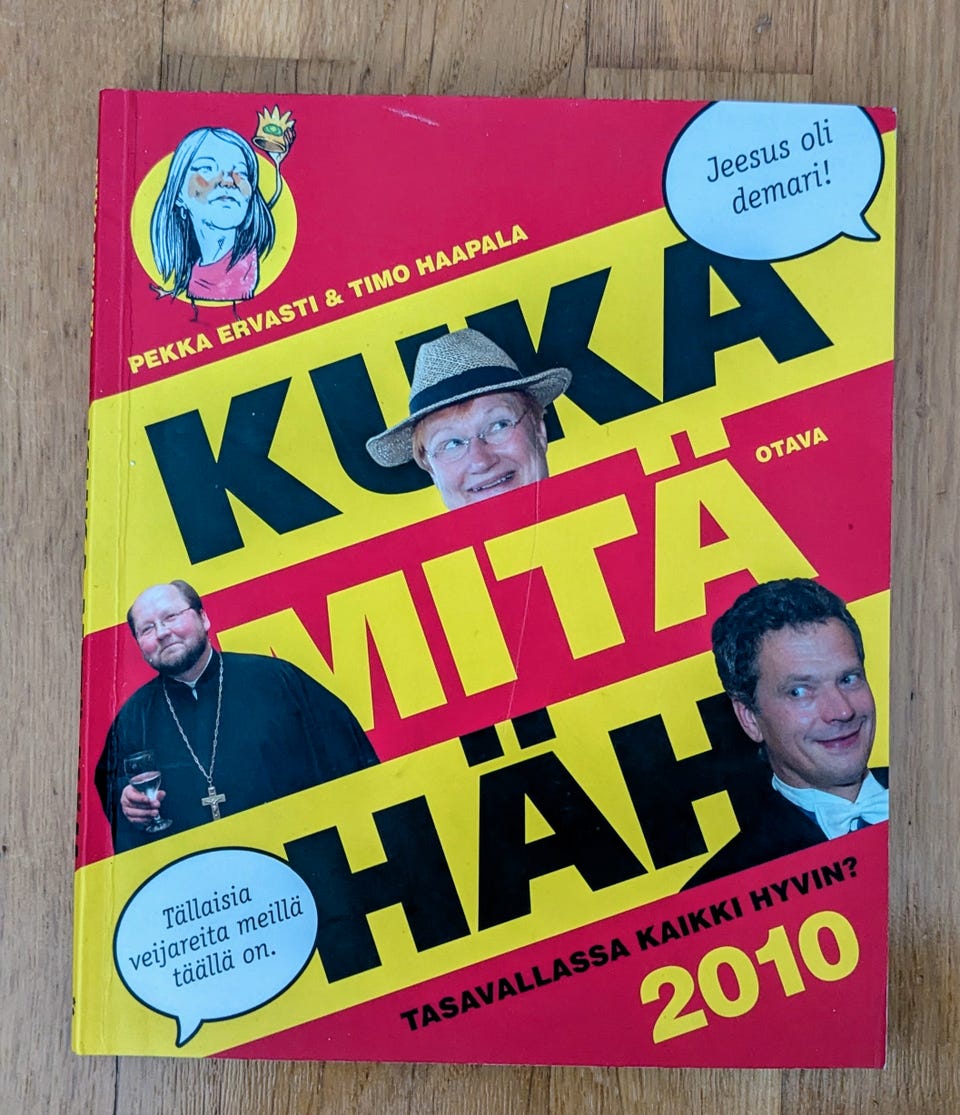 Jeesus oli
demari!
PEKKA ERVASTI & TIMO HAAPALA
KUKA
MITÄ
OTAVA
HÄH
Tällaisia
veijareita meillä
täällä on.
TASAVALLASSA KAIKKI HYVIN?
2010